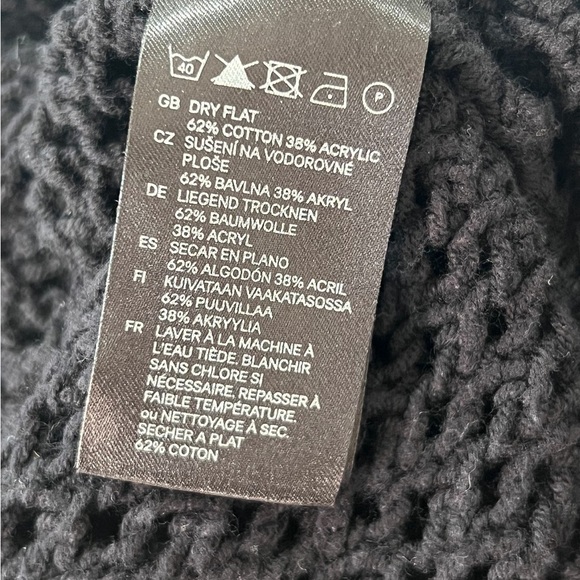 40 P
GB DRY FLAT
62% COTTON 38% ACRYLIC
CZ SUŠENÍ NA VODOROVNÉ
PLOŠE
62% BAVLNA 38% AKRYL
DE LIEGEND TROCKNEN
62% BAUMWOLLE
38% ACRYL
ES SECAR EN PLANO
62% ALGODÓN 38% ACRIL
FI KUIVATAAN VAAKATASOSSA
62% PUUVILLAA
38% AKRYYLIA
FR LAVER À LA MACHINE À
L'EAU TIÈDE. BLANCHIR
SANS CHLORE SI
NÉCESSAIRE. REPASSER À
FAIBLE TEMPÉRATURE
ou NETTOYAGE À SEC.
SECHER A PLAT
62% COTON